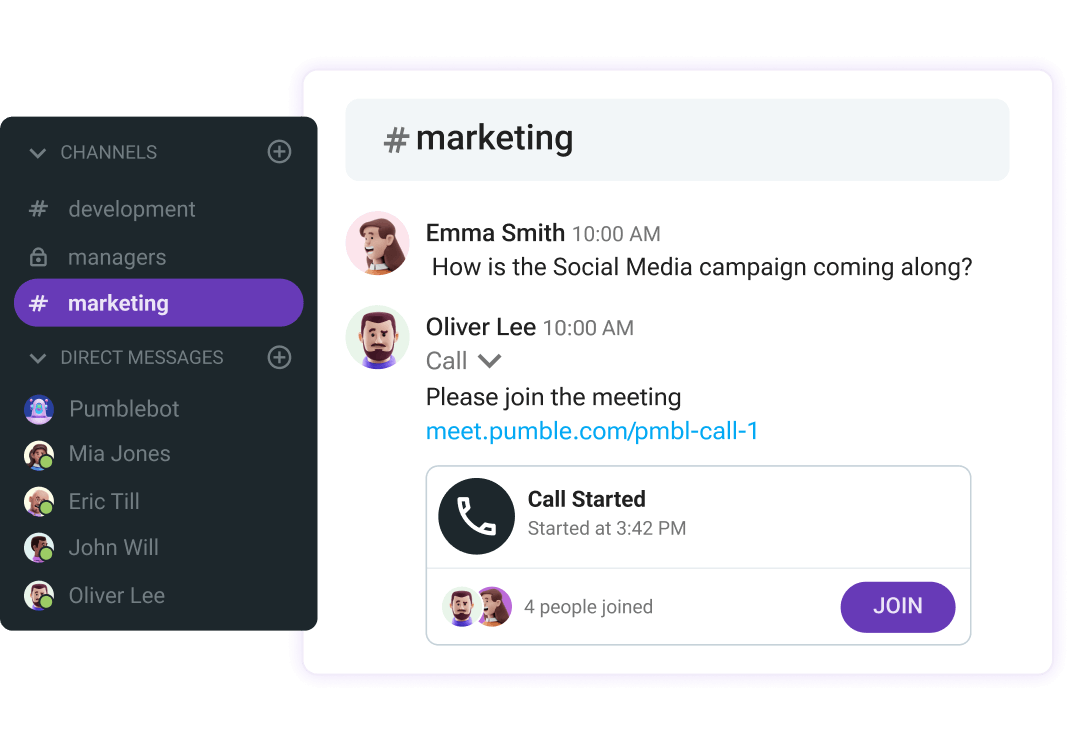 CHANNELS
# development
managers
# marketing
DIRECT MESSAGES
Pumblebot
Mia Jones
Eric Till
John Will
Oliver Lee
# marketing
Emma Smith 10:00 AM
How is the Social Media campaign coming along?
Oliver Lee 10:00 AM
Call
Please join the meeting
meet.pumble.com/pmbl-call-1
Call Started
Started at 3:42 PM
4 people joined
JOIN